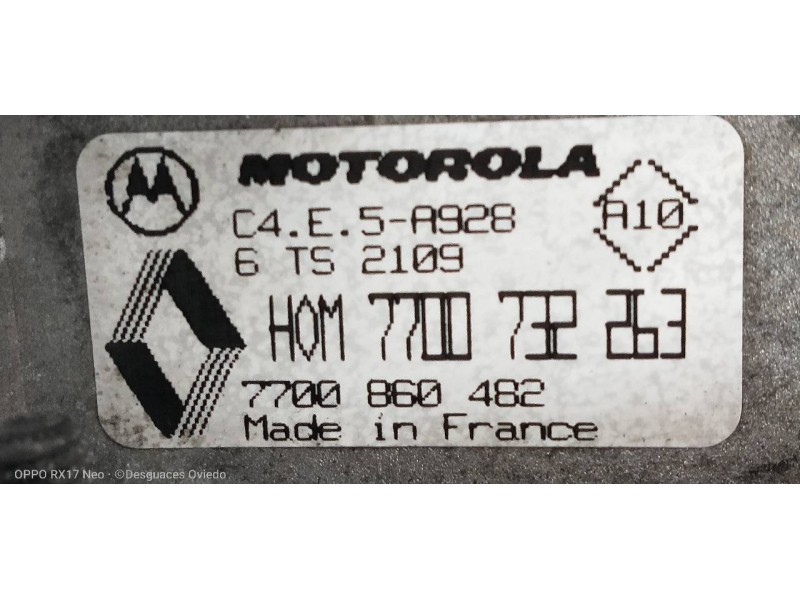 MOTOROLA
C4.E.5-A928
A10
6 TS 2109
HOM 7700 732 263
7700 860 482
Made in France
OPPO RX17 Neo · ©Desguaces Oviedo